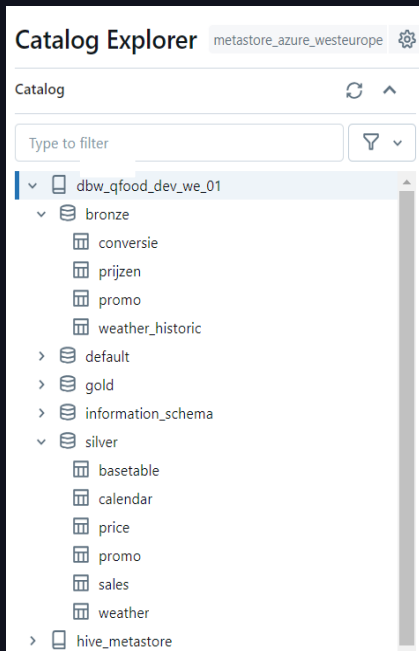 Catalog Explorer metastore_azure_westeurope
Catalog
Type to filter
dbw_qfood_dev_we_01
bronze
conversie
prijzen
promo
weather_historic
default
gold
information_schema
silver
basetable
calendar
price
promo
sales
weather
hive_metastore